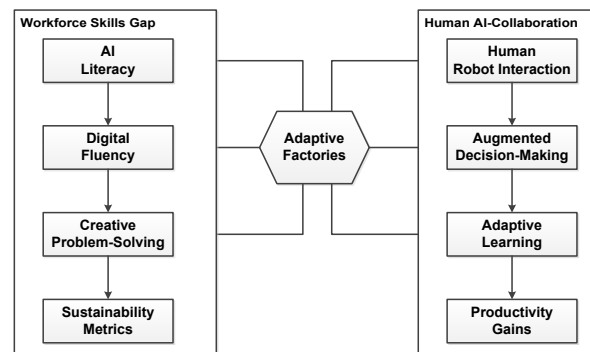 Workforce Skills Gap
AI
Literacy
Digital
Fluency
Creative
Problem-Solving
Sustainability
Metrics
Adaptive
Factories
Human AI-Collaboration
Human
Robot Interaction
Augmented
Decision-Making
Adaptive
Learning
Productivity
Gains